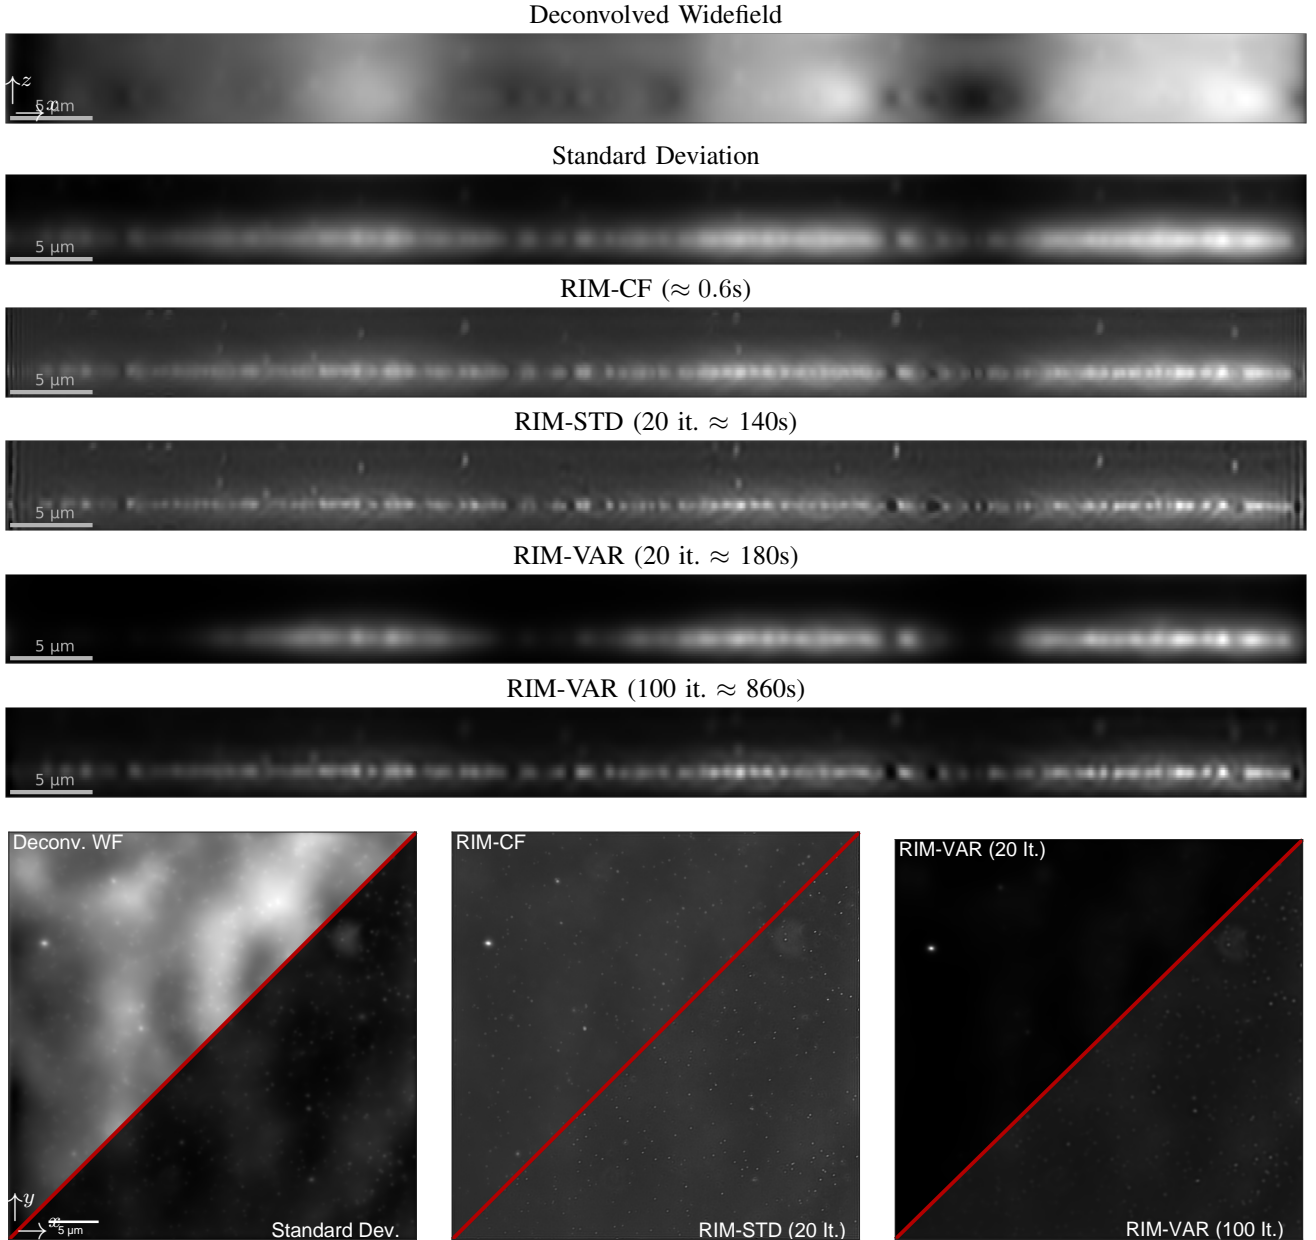 Deconvolved Widefield
z
x
5 µm
Standard Deviation
5 µm
RIM-CF (≈ 0.6s)
5 µm
RIM-STD (20 it. ≈ 140s)
5 µm
RIM-VAR (20 it. ≈ 180s)
5 µm
RIM-VAR (100 it. ≈ 860s)
5 µm
Deconv. WF
RIM-CF
RIM-VAR (20 It.)
y
x
5 µm
Standard Dev.
RIM-STD (20 It.)
RIM-VAR (100 It.)